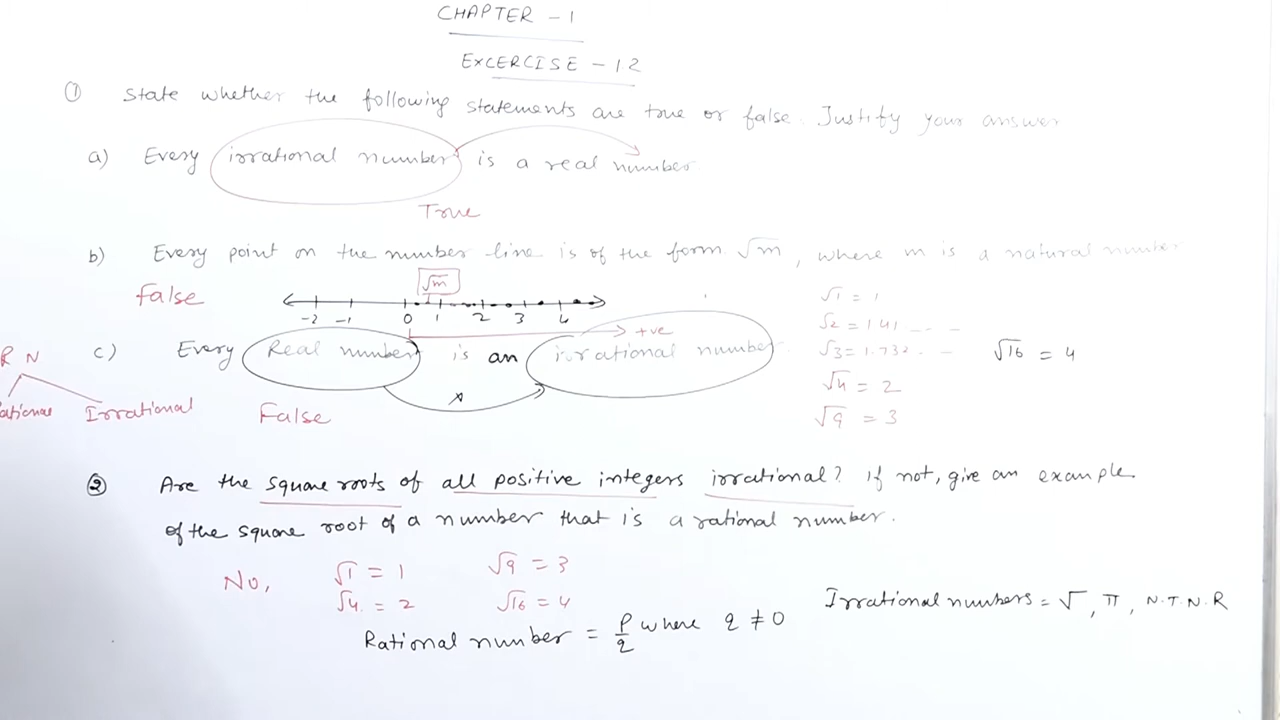 CHAPTER - 1
EXCERCISE - 12
① State whether the following statements are true or false. Justify your answer
a) Every irrational number is a real number.
True
b) Every point on the number line is of the form √m, where m is a natural number
False
√m
-2 -1 0 1 2 3 4
+ve
√1 = 1
√2 = 1.41 - - -
√3 = 1.732. - -
√4 = 2
√9 = 3
√16 = 4
c) Every Real number is an irrational number.
x
R N
Irrational
False
② Are the square roots of all positive integers irrational? If not, give an example
of the square root of a number that is a rational number.
No, √1 = 1 √9 = 3
√4. = 2 √16 = 4
Rational number = p/q where q ≠ 0
Irrational numbers = √, π, N.T.N.R